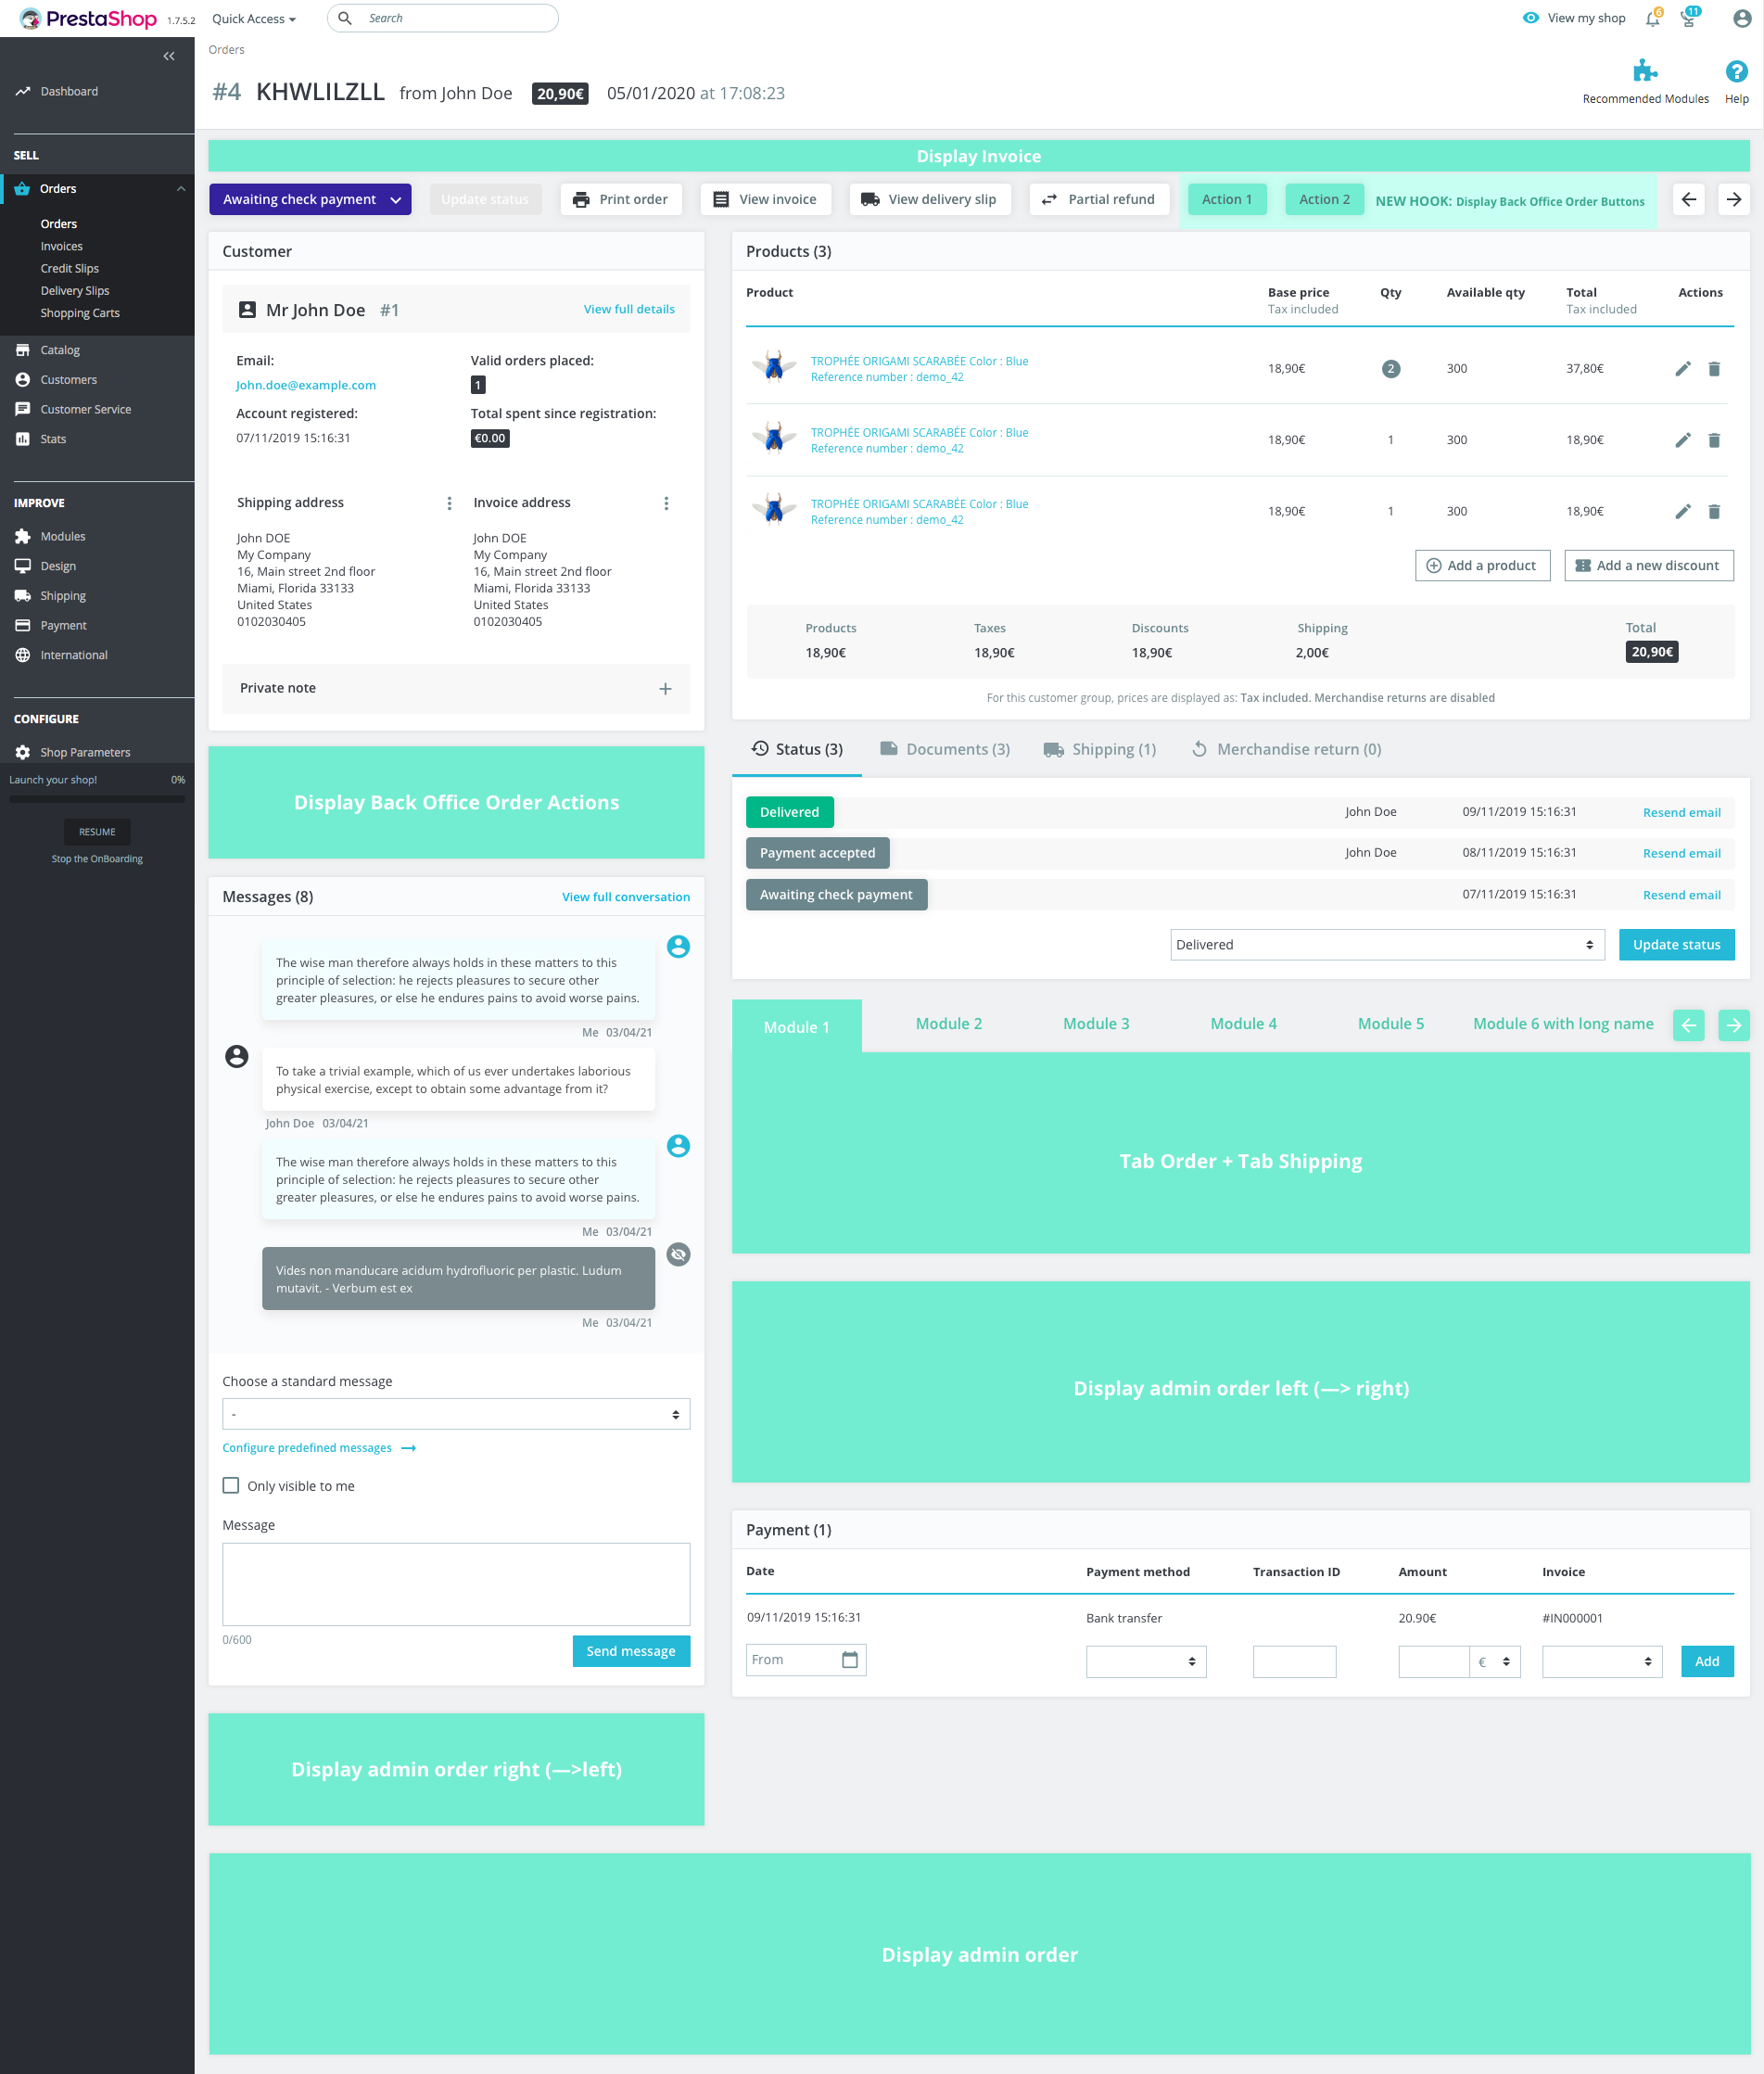 PrestaShop 1.7.5.2 Quick Access Search View my shop 6 11
Orders
#4 KHWLILZLL from John Doe 20,90€ 05/01/2020 at 17:08:23
Recommended Modules Help
Dashboard
SELL
Orders
Orders
Invoices
Credit Slips
Delivery Slips
Shopping Carts
Catalog
Customers
Customer Service
Stats
IMPROVE
Modules
Design
Shipping
Payment
International
CONFIGURE
Shop Parameters
Launch your shop! 0%
RESUME
Stop the OnBoarding
Display Invoice
Awaiting check payment Update status Print order View invoice View delivery slip Partial refund Action 1 Action 2 NEW HOOK: Display Back Office Order Buttons
Customer
Mr John Doe #1 View full details
Email: Valid orders placed:
John.doe@example.com 1
Account registered: Total spent since registration:
07/11/2019 15:16:31 €0.00
Shipping address Invoice address
John DOE John DOE
My Company My Company
16, Main street 2nd floor 16, Main street 2nd floor
Miami, Florida 33133 Miami, Florida 33133
United States United States
0102030405 0102030405
Private note
Display Back Office Order Actions
Messages (8) View full conversation
The wise man therefore always holds in these matters to this
principle of selection: he rejects pleasures to secure other
greater pleasures, or else he endures pains to avoid worse pains.
Me 03/04/21
To take a trivial example, which of us ever undertakes laborious
physical exercise, except to obtain some advantage from it?
John Doe 03/04/21
The wise man therefore always holds in these matters to this
principle of selection: he rejects pleasures to secure other
greater pleasures, or else he endures pains to avoid worse pains.
Me 03/04/21
Vides non manducare acidum hydrofluoric per plastic. Ludum
mutavit. - Verbum est ex
Me 03/04/21
Choose a standard message
-
Configure predefined messages
Only visible to me
Message
0/600
Send message
Display admin order right (—>left)
Products (3)
Product Base price Qty Available qty Total Actions
Tax included Tax included
TROPHÉE ORIGAMI SCARABÉE Color : Blue
Reference number : demo_42
18,90€ 2 300 37,80€
TROPHÉE ORIGAMI SCARABÉE Color : Blue
Reference number : demo_42
18,90€ 1 300 18,90€
TROPHÉE ORIGAMI SCARABÉE Color : Blue
Reference number : demo_42
18,90€ 1 300 18,90€
Add a product Add a new discount
Products Taxes Discounts Shipping Total
18,90€ 18,90€ 18,90€ 2,00€ 20,90€
For this customer group, prices are displayed as: Tax included. Merchandise returns are disabled
Status (3) Documents (3) Shipping (1) Merchandise return (0)
Delivered John Doe 09/11/2019 15:16:31 Resend email
Payment accepted John Doe 08/11/2019 15:16:31 Resend email
Awaiting check payment 07/11/2019 15:16:31 Resend email
Delivered Update status
Module 1 Module 2 Module 3 Module 4 Module 5 Module 6 with long name
Tab Order + Tab Shipping
Display admin order left (—> right)
Payment (1)
Date Payment method Transaction ID Amount Invoice
09/11/2019 15:16:31 Bank transfer 20.90€ #IN000001
From € Add
Display admin order